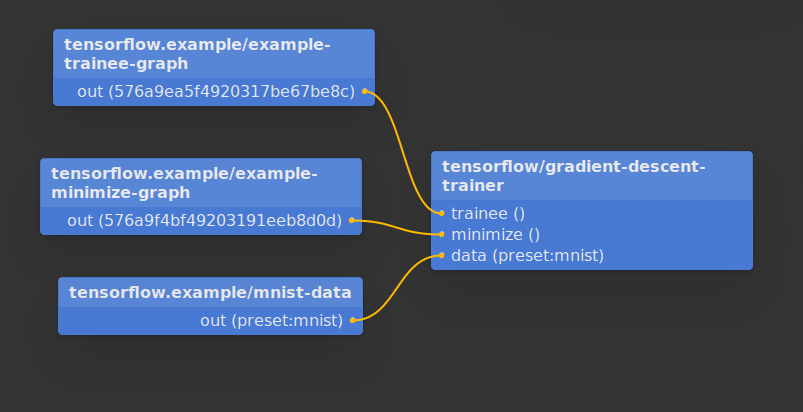 tensorflow.example/example-
trainee-graph
out (576a9ea5f4920317be67be8c)
tensorflow.example/example-
minimize-graph
out (576a9f4bf49203191eeb8d0d)
tensorflow.example/mnist-data
out (preset:mnist)
tensorflow/gradient-descent-
trainer
trainee ()
minimize ()
data (preset:mnist)